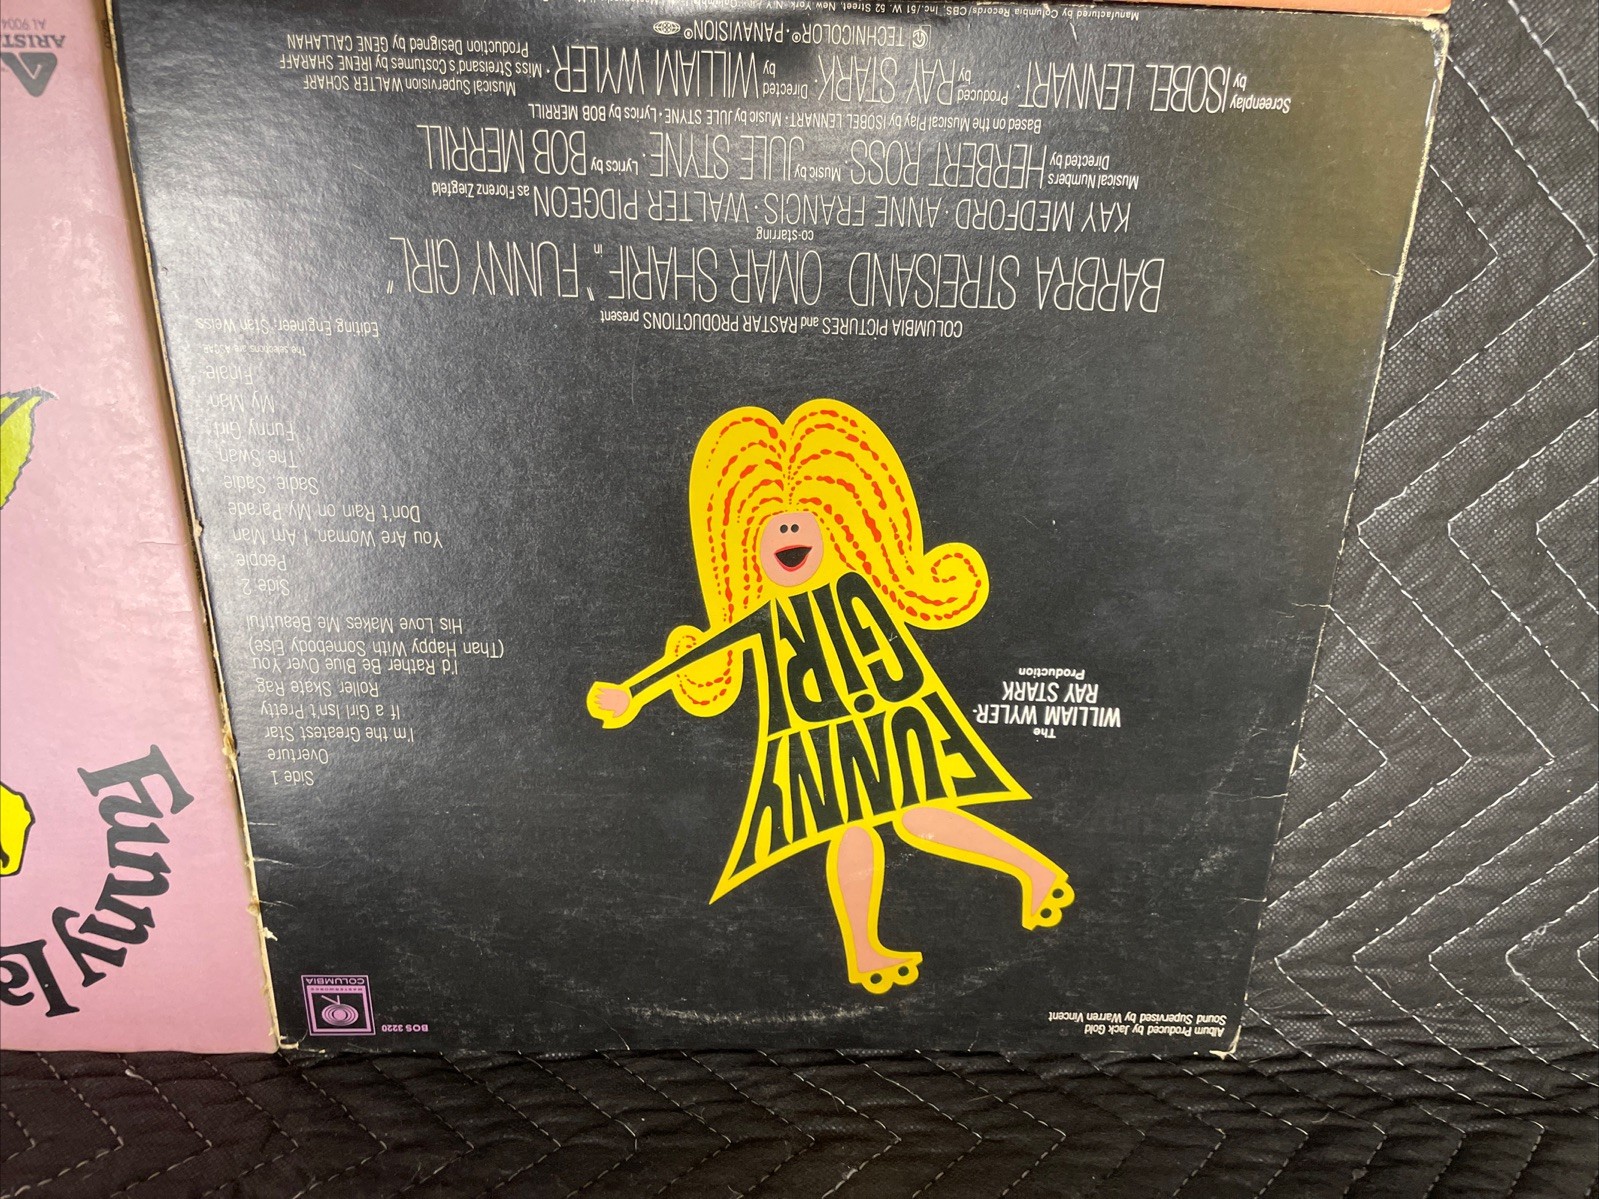 BOS 3220
MASTERWORKS
COLUMBIA
Album Produced by Jack Gold
Sound Supervised by Warren Vincent
The
WILLIAM WYLER-
RAY STARK
Production
FUNNY
GIRL
Side 1
Overture
I'm the Greatest Star
If a Girl Isn't Pretty
Roller Skate Rag
I'd Rather Be Blue Over You
(Than Happy With Somebody Else)
His Love Makes Me Beautiful
Side 2
People
You Are Woman, I Am Man
Don't Rain on My Parade
Sadie, Sadie
The Swan
Funny Girl
My Man
Finale
The selections are ASCAP.
Editing Engineer: Stan Weiss
COLUMBIA PICTURES and RASTAR PRODUCTIONS present
BARBRA STREISAND OMAR SHARIF in "FUNNY GIRL"
co-starring
KAY MEDFORD · ANNE FRANCIS · WALTER PIDGEON as Florenz Ziegfeld
Musical Numbers Directed by HERBERT ROSS · Music by JULE STYNE · Lyrics by BOB MERRILL
Based on the Musical Play by ISOBEL LENNART · Music by JULE STYNE · Lyrics by BOB MERRILL
Screenplay by ISOBEL LENNART · Produced by RAY STARK · Directed by WILLIAM WYLER ·
Musical Supervision WALTER SCHARF
Miss Streisand's Costumes by IRENE SHARAFF
Production Designed by GENE CALLAHAN
TECHNICOLOR® · PANAVISION®
Manufactured by Columbia Records/CBS, Inc./51 W. 52 Street, New York, N.Y.
Funny la
ARISTA